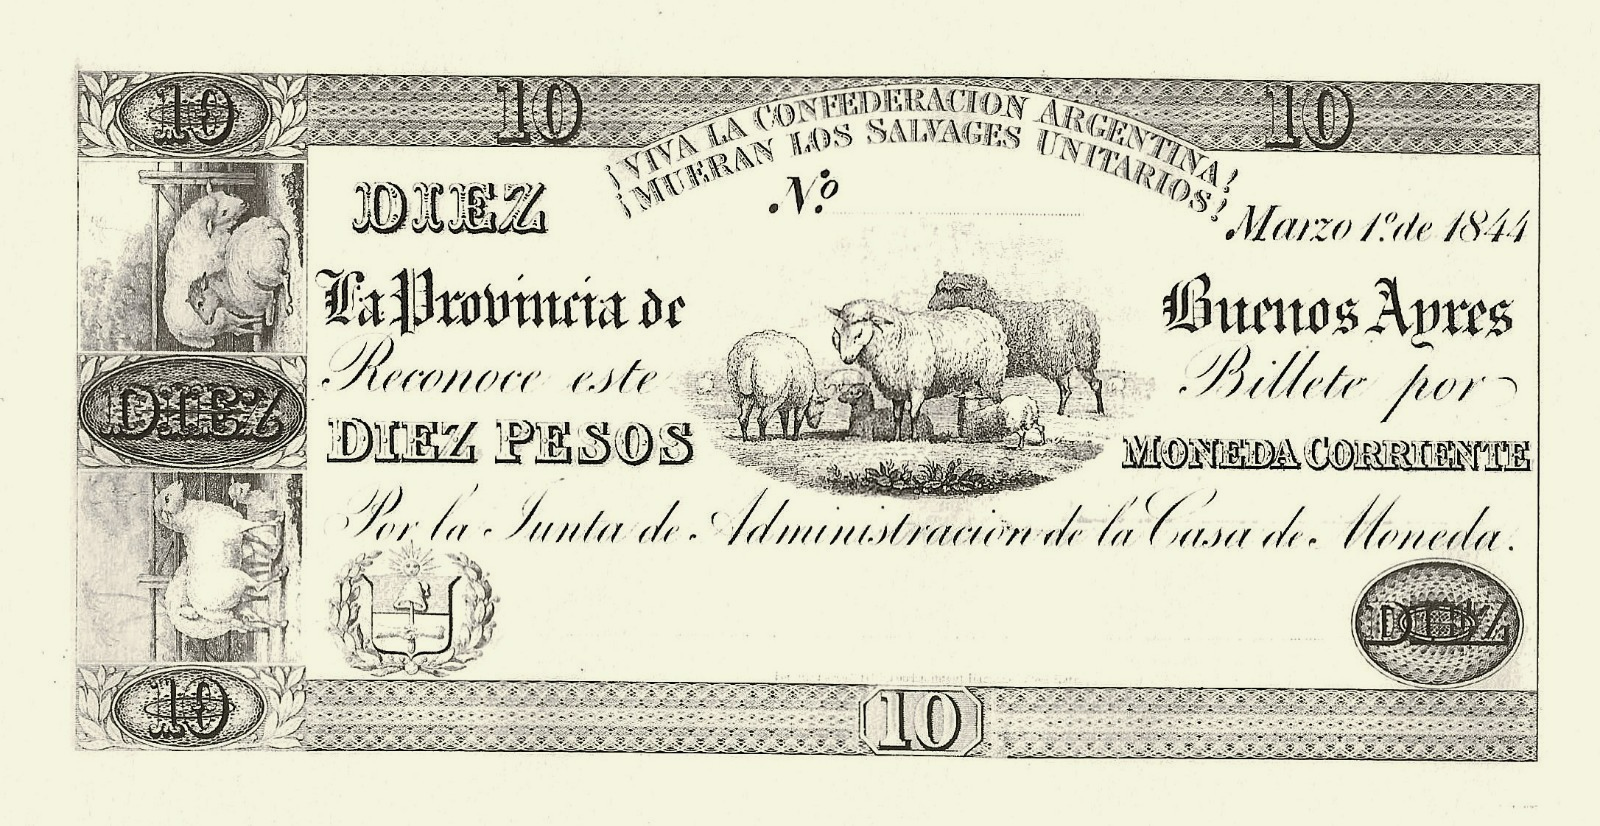 10
10
10
¡VIVA LA CONFEDERACION ARGENTINA!
¡MUERAN LOS SALVAGES UNITARIOS!
DIEZ
Nº
Marzo 1º. de 1844
La Provincia de Buenos Ayres
Reconoce este Billete por
DIEZ PESOS MONEDA CORRIENTE
Por la Junta de Administracion de la Casa de Moneda.
DIEZ
DIEZ
10
10